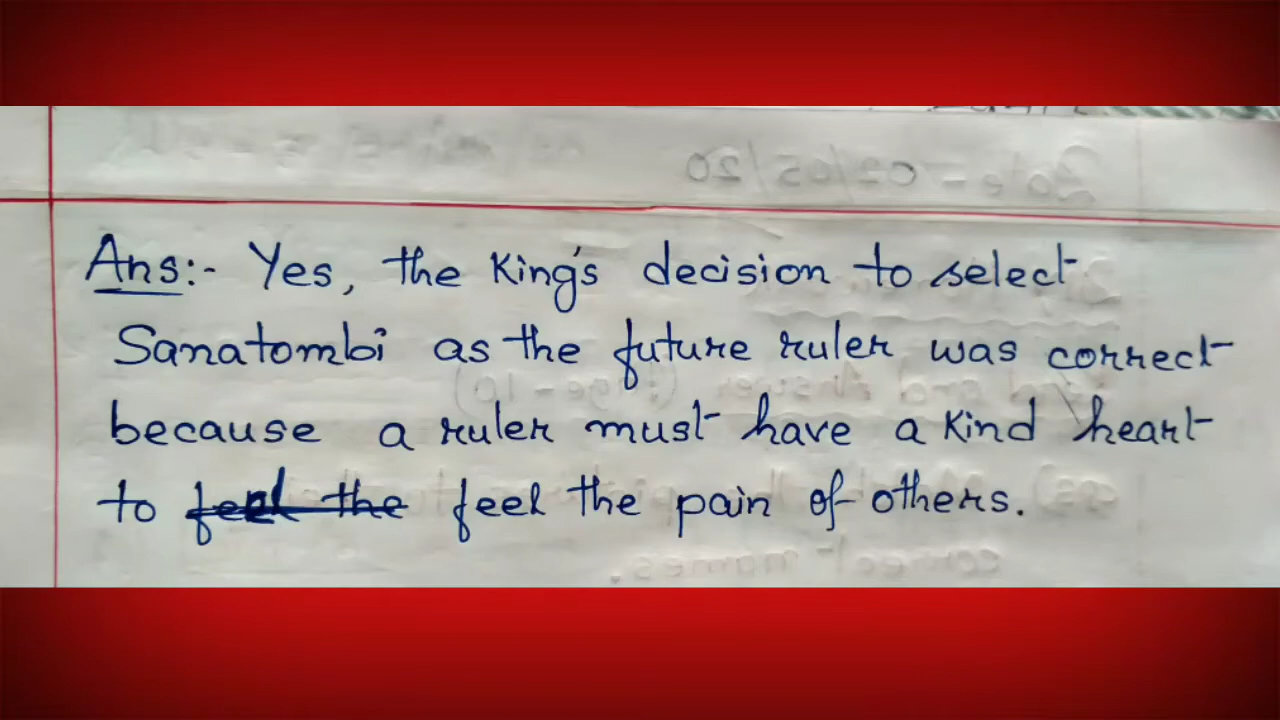 Ans:- Yes, the King's decision to select
Sanatombi as the future ruler was correct
because a ruler must have a kind heart
to feel the feel the pain of others.